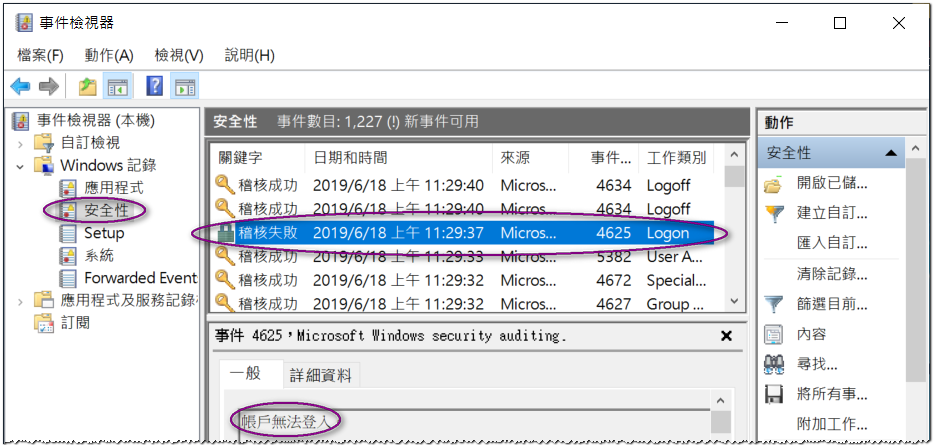 事件檢視器
檔案(F) 動作(A) 檢視(V) 說明(H)
事件檢視器 (本機)
自訂檢視
Windows 記錄
應用程式
安全性
Setup
系統
Forwarded Event
應用程式及服務記錄
訂閱
安全性 事件數目: 1,227 (!) 新事件可用
關鍵字 日期和時間 來源 事件... 工作類別
稽核成功 2019/6/18 上午 11:29:40 Micros... 4634 Logoff
稽核成功 2019/6/18 上午 11:29:40 Micros... 4634 Logoff
稽核失敗 2019/6/18 上午 11:29:37 Micros... 4625 Logon
稽核成功 2019/6/18 上午 11:29:33 Micros... 5382 User A...
稽核成功 2019/6/18 上午 11:29:32 Micros... 4672 Special...
稽核成功 2019/6/18 上午 11:29:32 Micros... 4627 Group ...
事件 4625，Microsoft Windows security auditing.
一般 詳細資料
帳戶無法登入
動作
安全性
開啟已儲...
建立自訂...
匯入自訂...
清除記錄...
篩選目前...
內容
尋找...
將所有事...
附加工作...